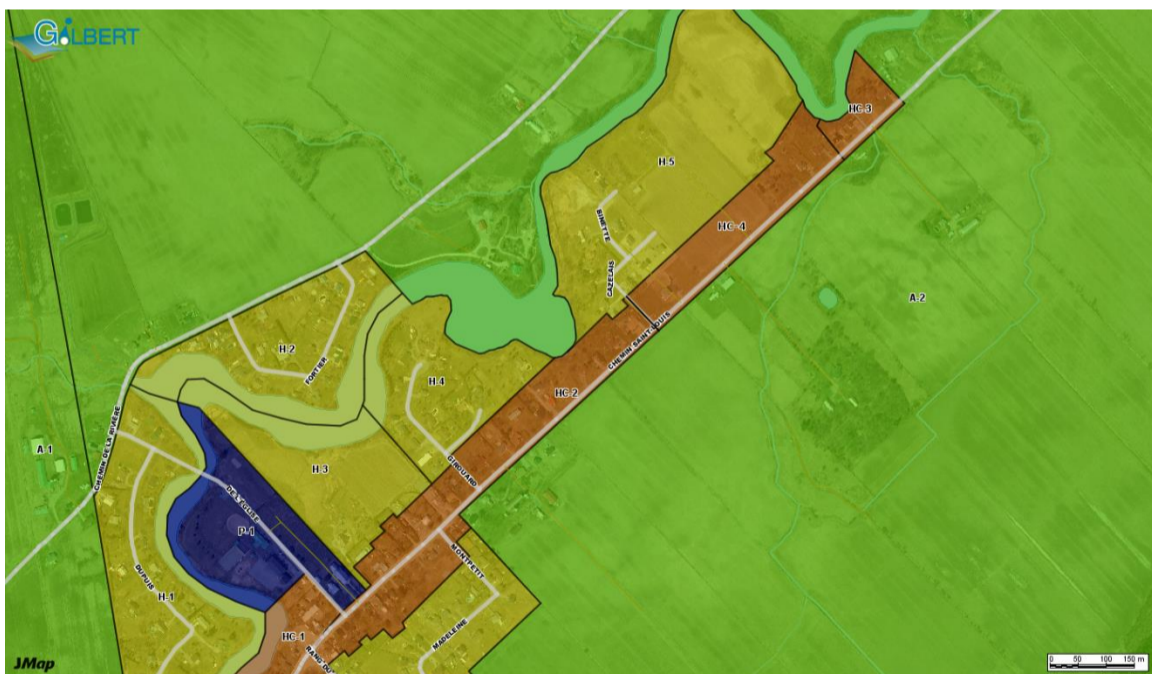 GILBERT
HC-3
H-5
BINETTE
HC-4
CAZELAIS
A-2
H-2
CHEMIN SAINT-LOUIS
FORTIER
H-4
HC-2
CHEMIN DE LA RIVIÈRE
A-1
H-3
GIROUARD
DE L'ÉGLISE
P-1
MONTPETIT
DUPUIS
H-1
MADELEINE
HC-1
RANG DU
JMap
0 50 100 150 m